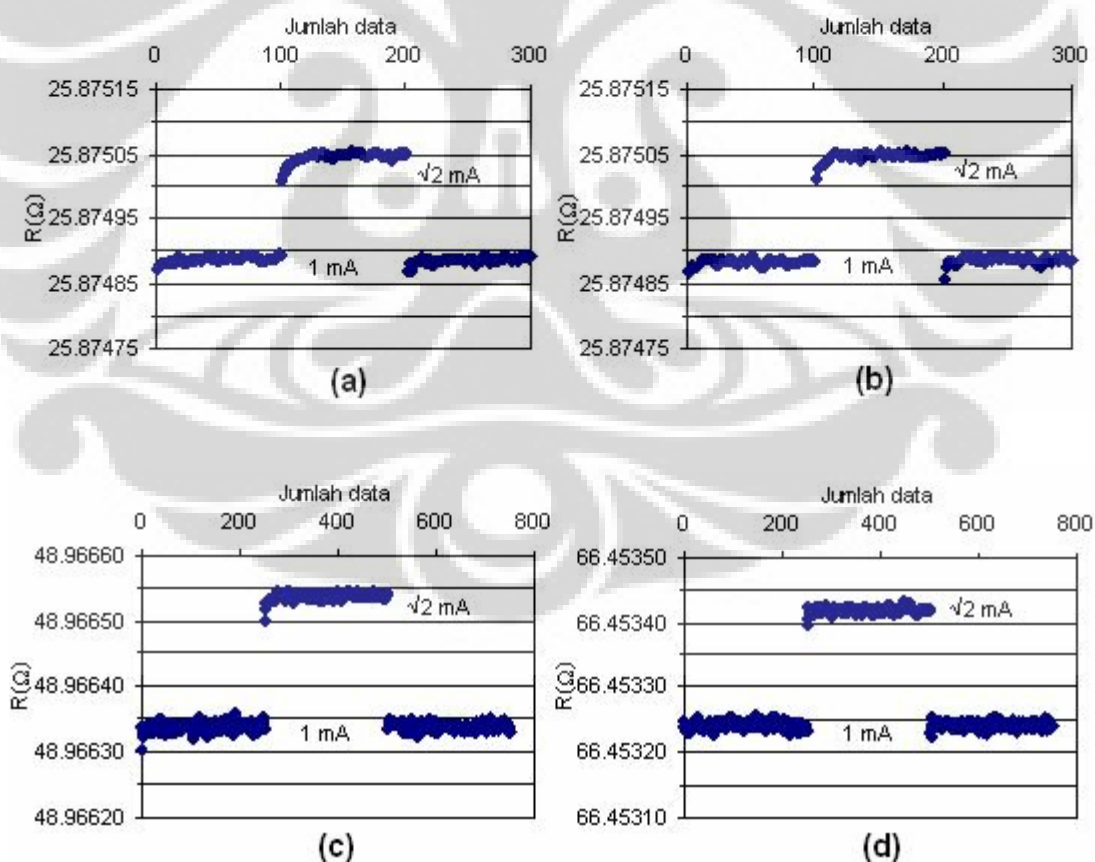 Jumlah data
0 100 200 300
25.87515
25.87505
25.87495
25.87485
25.87475
R(Ω)
√2 mA
1 mA
(a)
Jumlah data
0 100 200 300
25.87515
25.87505
25.87495
25.87485
25.87475
R(Ω)
√2 mA
1 mA
(b)
Jumlah data
0 200 400 600 800
48.96660
48.96650
48.96640
48.96630
48.96620
R(Ω)
√2 mA
1 mA
(c)
Jumlah data
0 200 400 600 800
66.45350
66.45340
66.45330
66.45320
66.45310
R(Ω)
√2 mA
1 mA
(d)